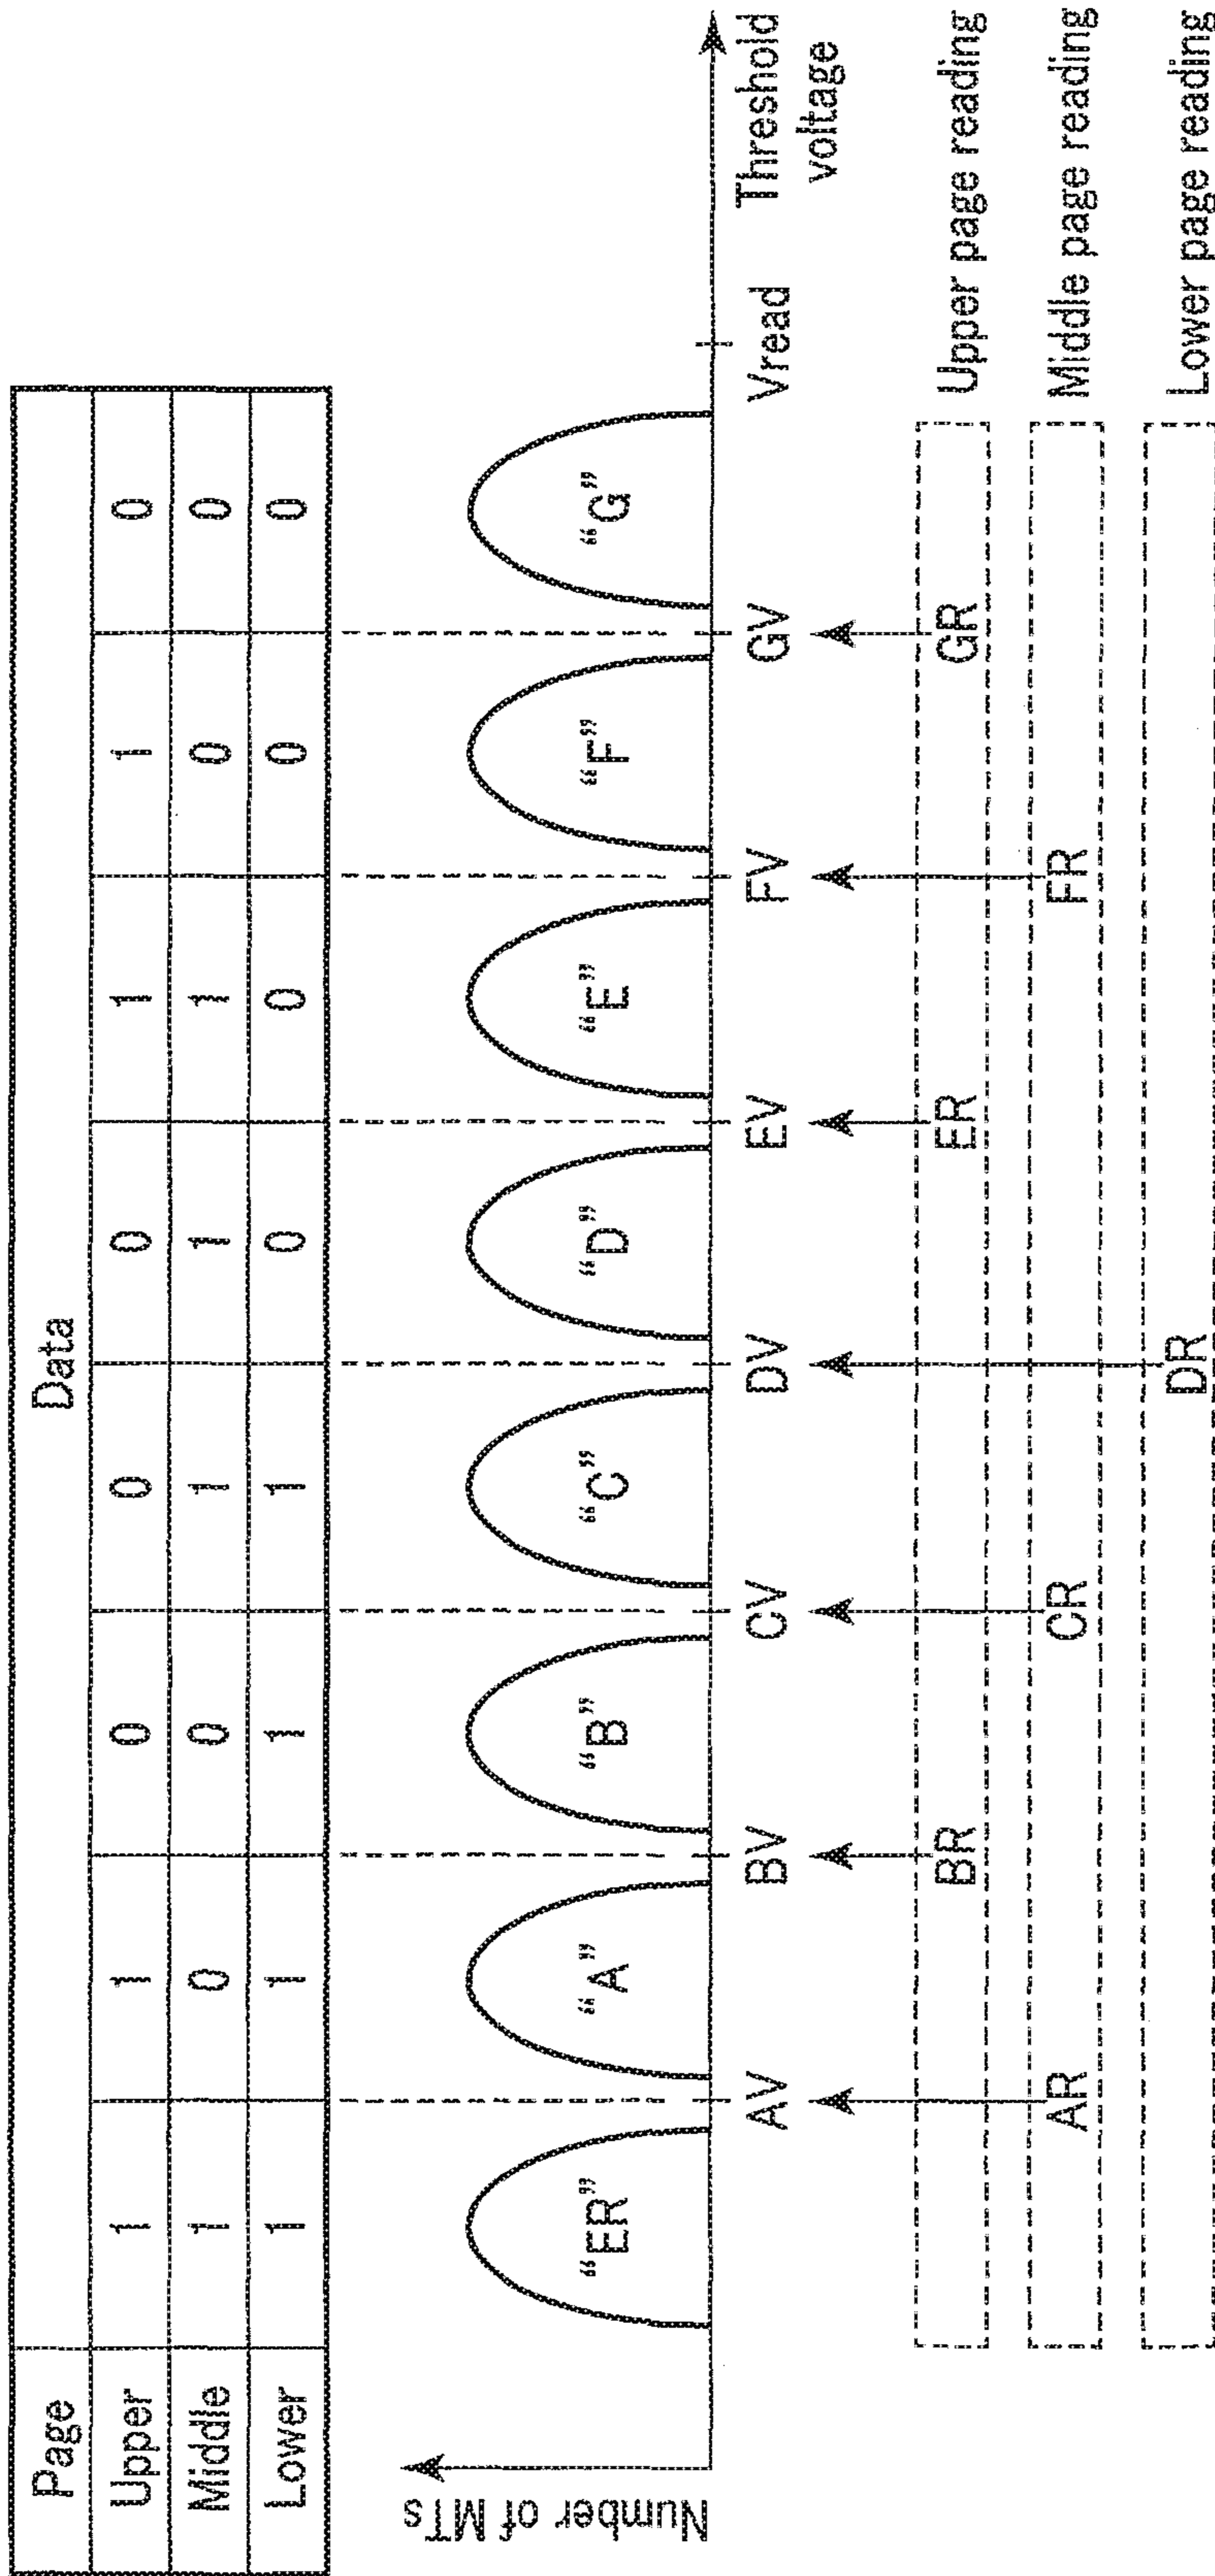 Page Data
Upper 1 1 0 0 0 1 1 0
Middle 1 0 0 1 1 1 0 0
Lower 1 1 1 1 0 0 0 0
Number of MTs
“ER” “A” “B” “C” “D” “E” “F” “G”
AV BV CV DV EV FV GV Vread Threshold
voltage
BR ER GR Upper page reading
AR CR FR Middle page reading
DR Lower page reading